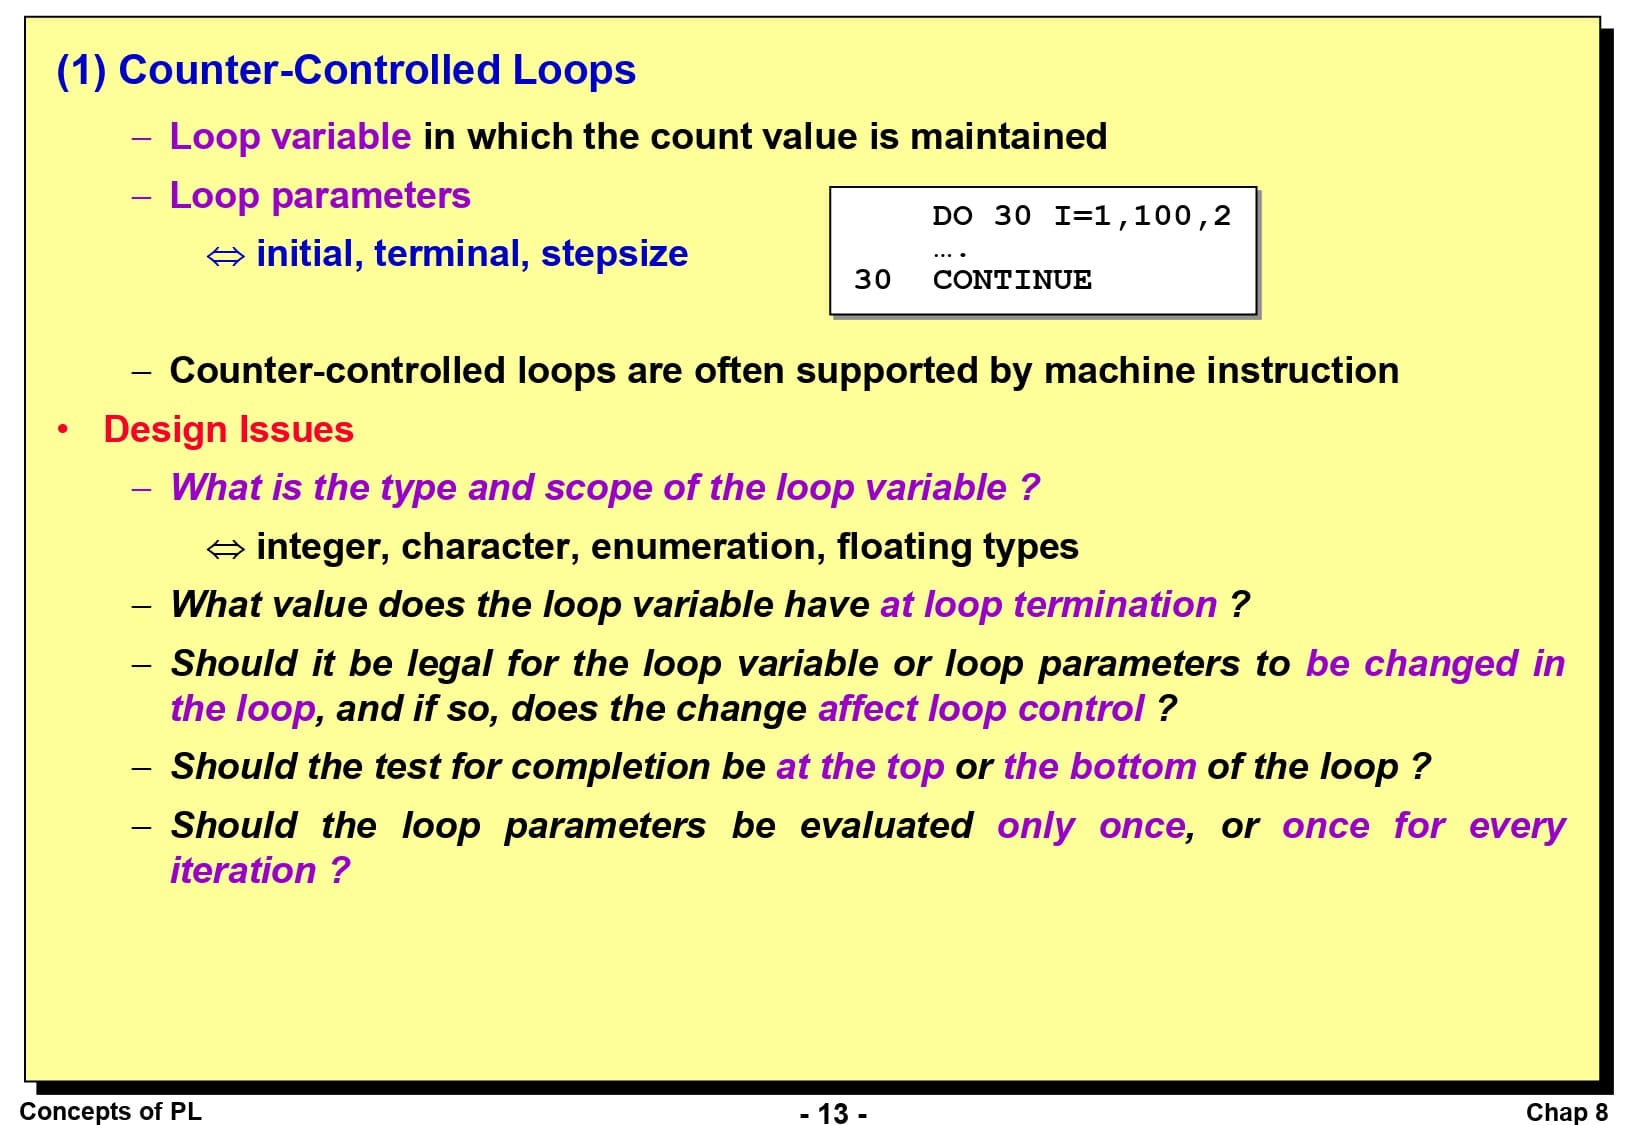 (1) Counter-Controlled Loops
– Loop variable in which the count value is maintained
– Loop parameters
⇔ initial, terminal, stepsize
DO 30 I=1,100,2
….
30 CONTINUE
– Counter-controlled loops are often supported by machine instruction
• Design Issues
– What is the type and scope of the loop variable ?
⇔ integer, character, enumeration, floating types
– What value does the loop variable have at loop termination ?
– Should it be legal for the loop variable or loop parameters to be changed in
the loop, and if so, does the change affect loop control ?
– Should the test for completion be at the top or the bottom of the loop ?
– Should the loop parameters be evaluated only once, or once for every
iteration ?
Concepts of PL
- 13 -
Chap 8